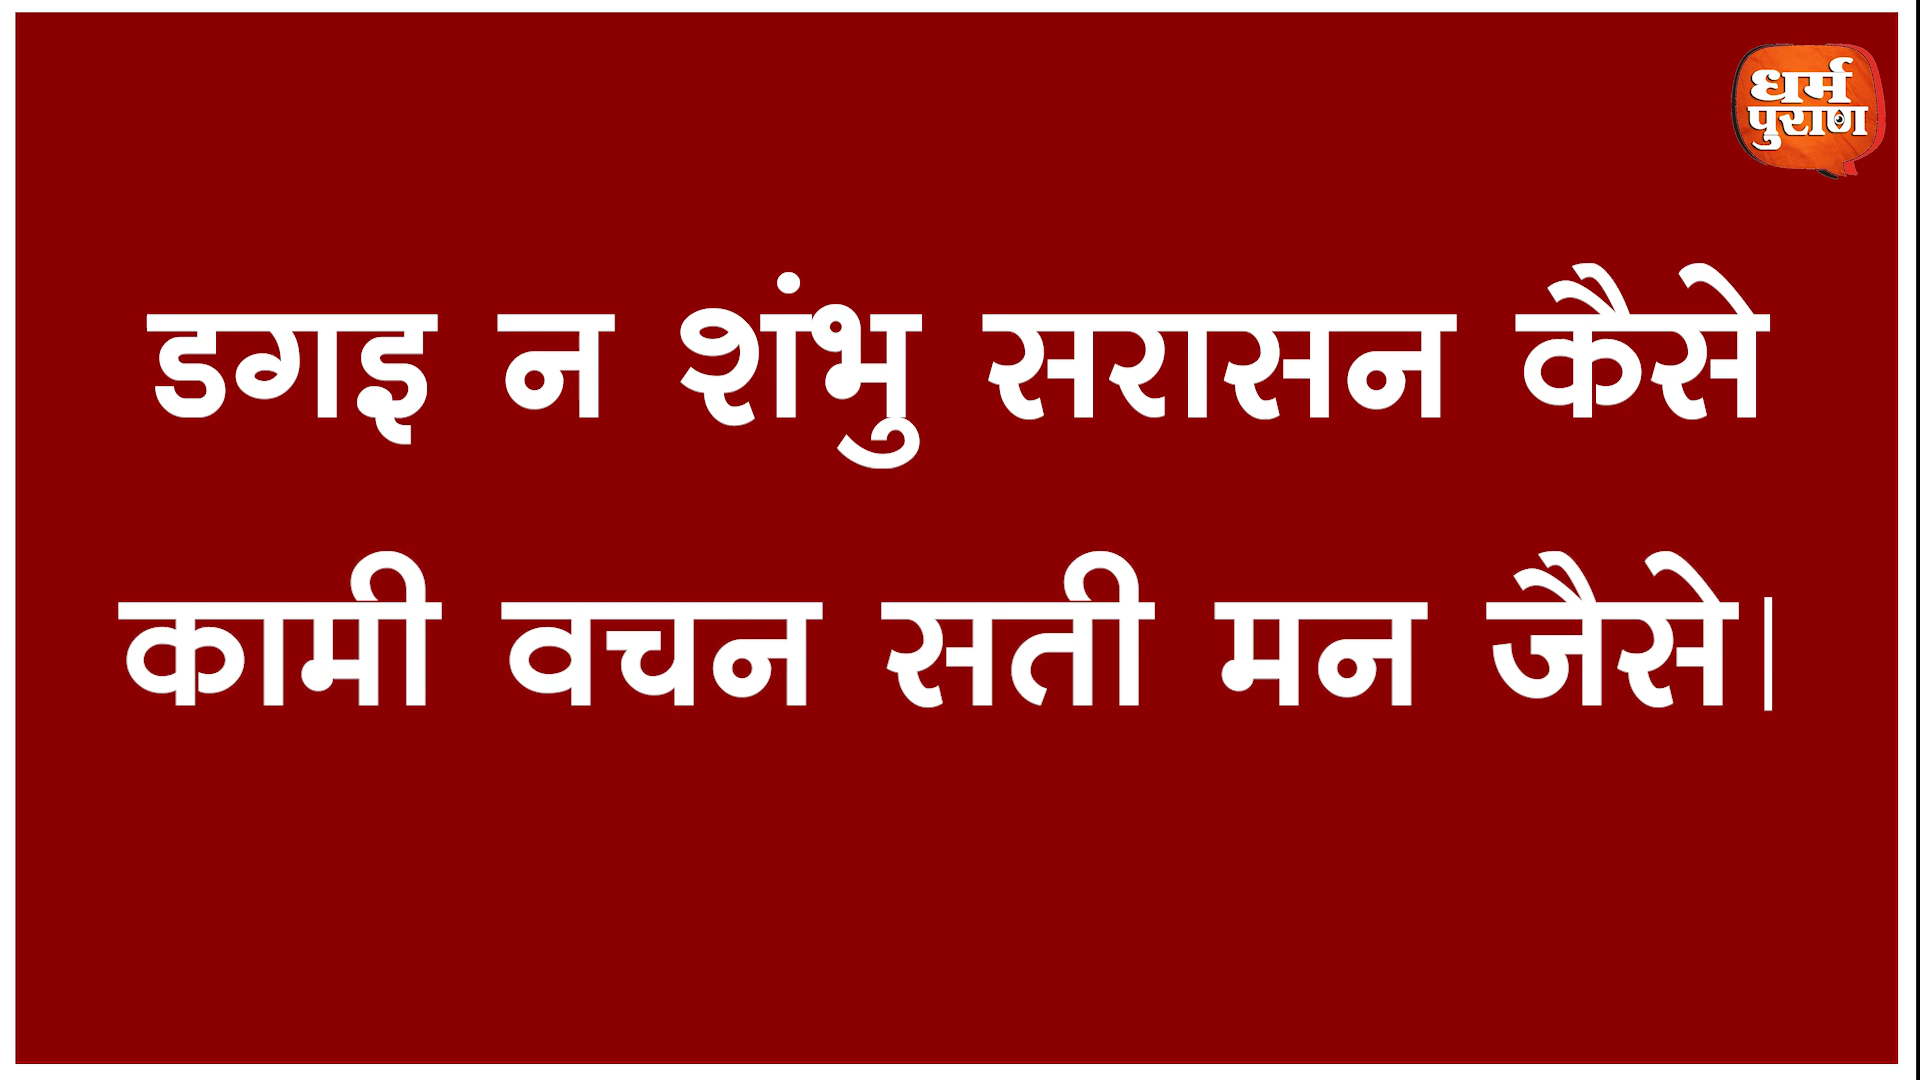 धर्म
पुराण
डगइ न शंभु सरासन कैसे
कामी वचन सती मन जैसे।